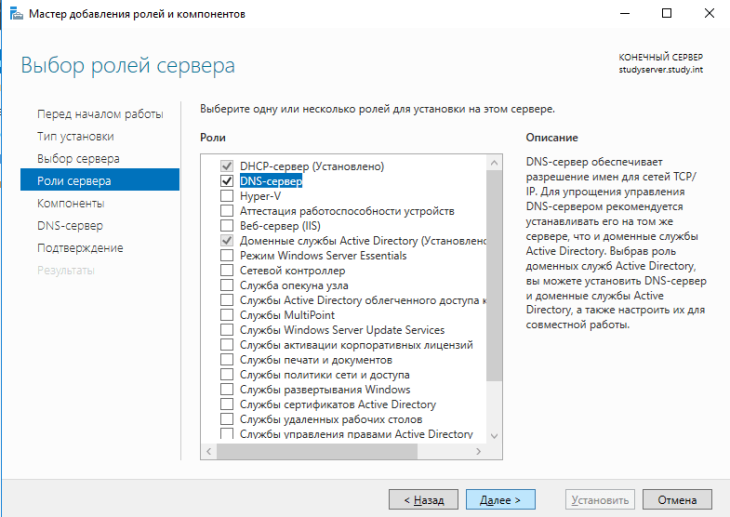 Мастер добавления ролей и компонентов
Выбор ролей сервера
КОНЕЧНЫЙ СЕРВЕР
studyserver.study.int
Перед началом работы
Тип установки
Выбор сервера
Роли сервера
Компоненты
DNS-сервер
Подтверждение
Результаты
Выберите одну или несколько ролей для установки на этом сервере.
Роли
DHCP-сервер (Установлено)
DNS-сервер
Hyper-V
Аттестация работоспособности устройств
Веб-сервер (IIS)
Доменные службы Active Directory (Установлено
Режим Windows Server Essentials
Сетевой контроллер
Служба опекуна узла
Службы Active Directory облегченного доступа к
Службы MultiPoint
Службы Windows Server Update Services
Службы активации корпоративных лицензий
Службы печати и документов
Службы политики сети и доступа
Службы развертывания Windows
Службы сертификатов Active Directory
Службы удаленных рабочих столов
Службы управления правами Active Directory
Описание
DNS-сервер обеспечивает
разрешение имен для сетей TCP/
IP. Для упрощения управления
DNS-сервером рекомендуется
устанавливать его на том же
сервере, что и доменные службы
Active Directory. Выбрав роль
доменных служб Active Directory,
вы можете установить DNS-сервер
и доменные службы Active
Directory, а также настроить их для
совместной работы.
< Назад
Далее >
Установить
Отмена